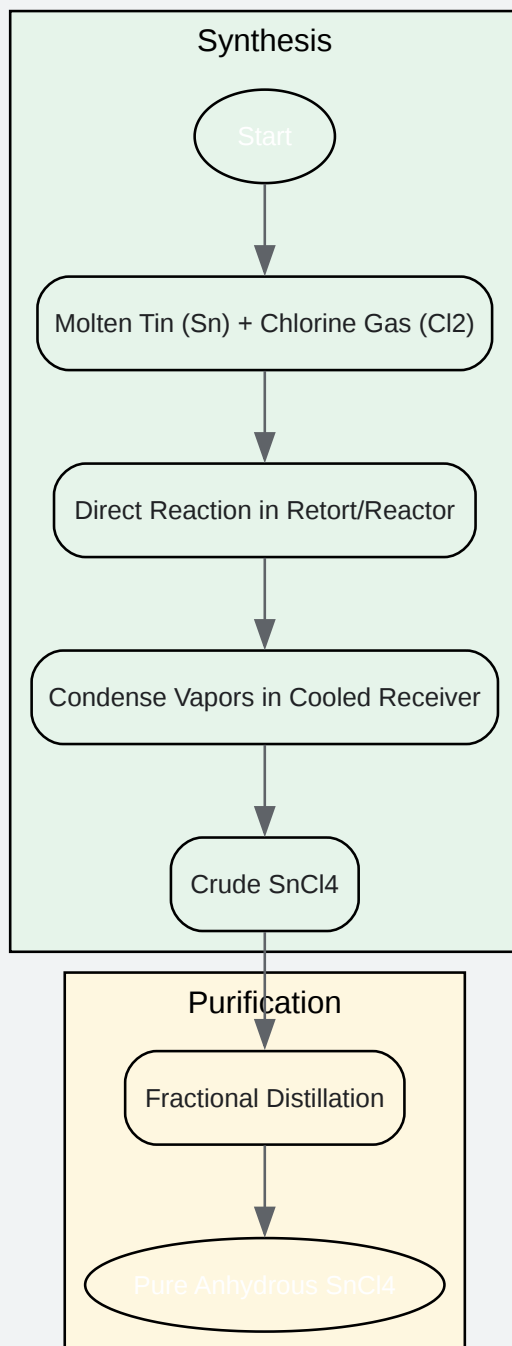 Synthesis
Start
Molten Tin (Sn) + Chlorine Gas (Cl2)
Direct Reaction in Retort/Reactor
Condense Vapors in Cooled Receiver
Crude SnCl4
Purification
Fractional Distillation
Pure Anhydrous SnCl4